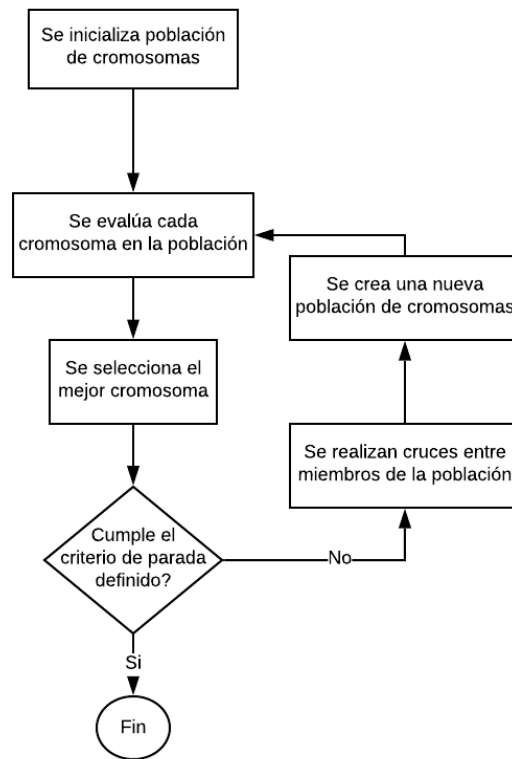 Se inicializa población
de cromosomas
Se evalúa cada
cromosoma en la población
Se selecciona el
mejor cromosoma
Cumple el
criterio de parada
definido?
Si
Fin
No
Se realizan cruces entre
miembros de la población
Se crea una nueva
población de cromosomas